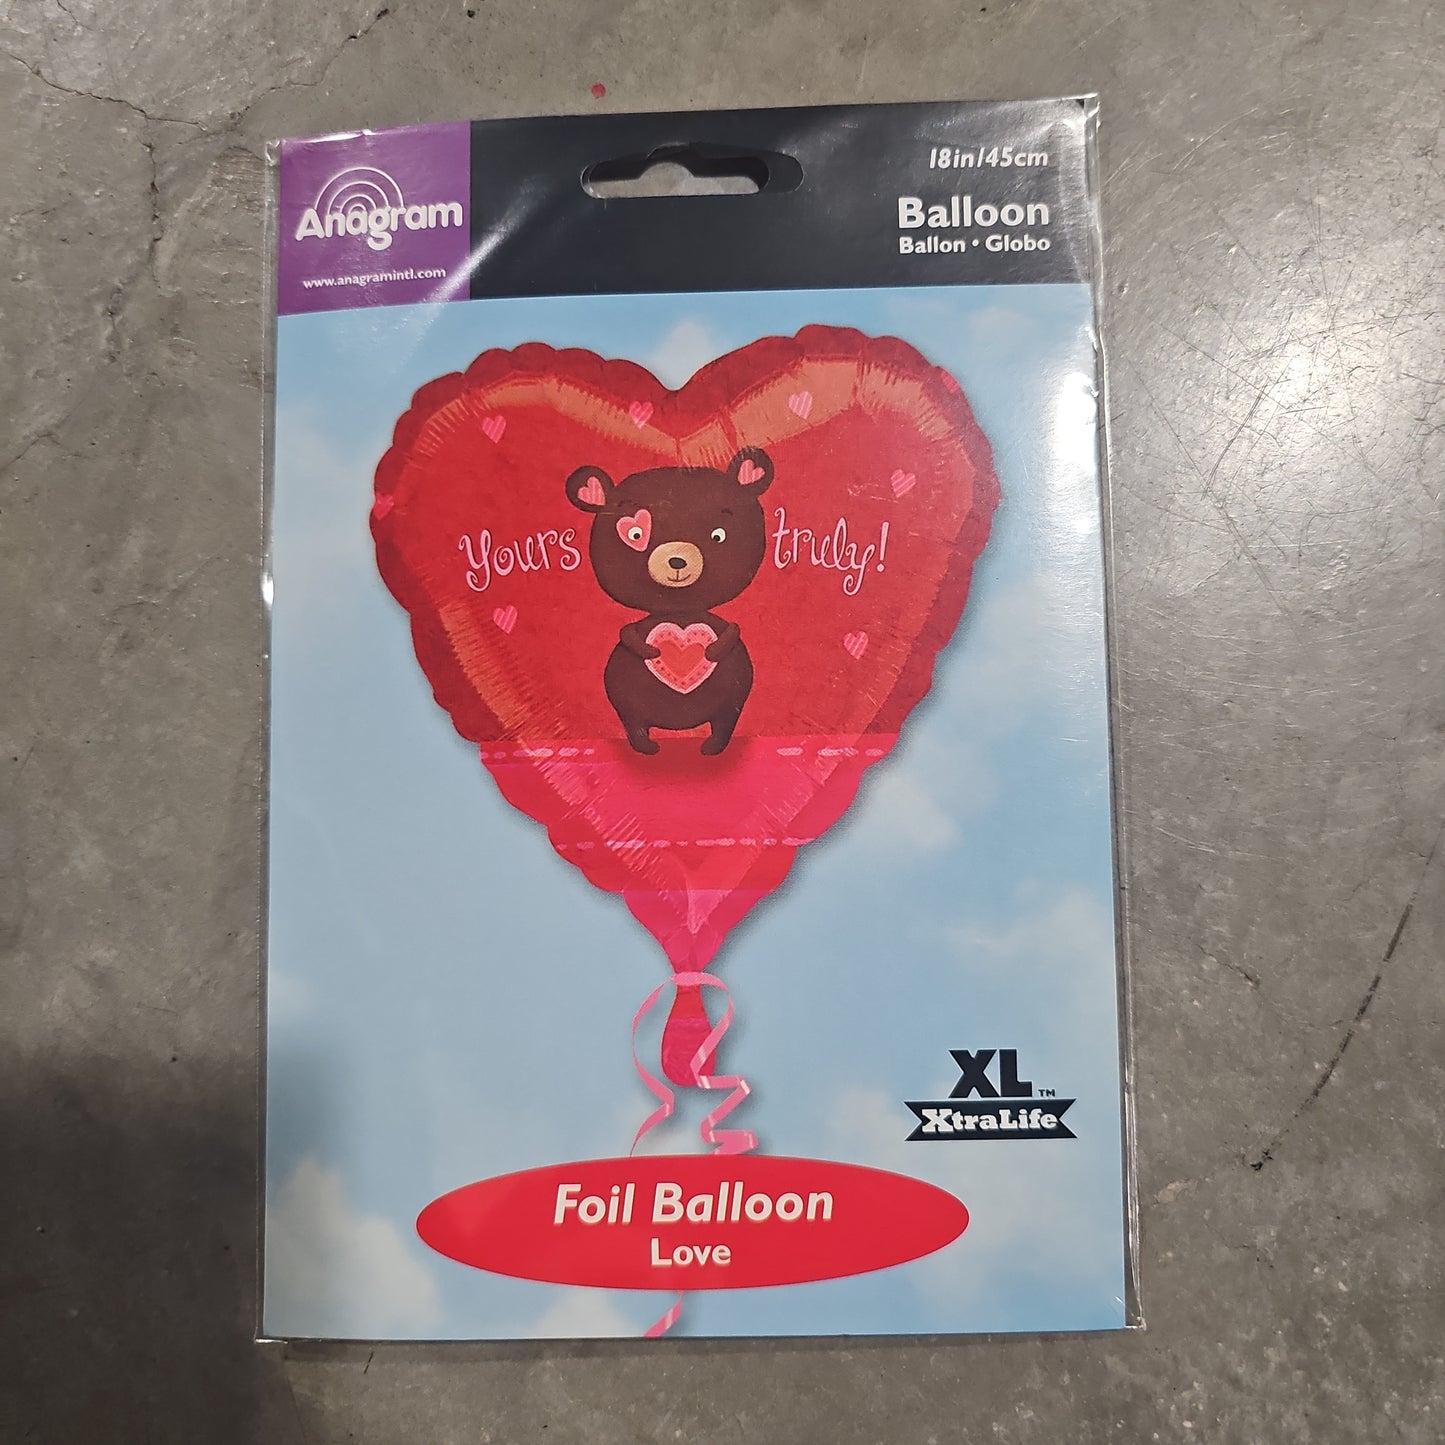 Anagram
www.anagramintl.com
18in/45cm
Balloon
Ballon • Globo
Yours truly!
XL™
XtraLife
Foil Balloon
Love